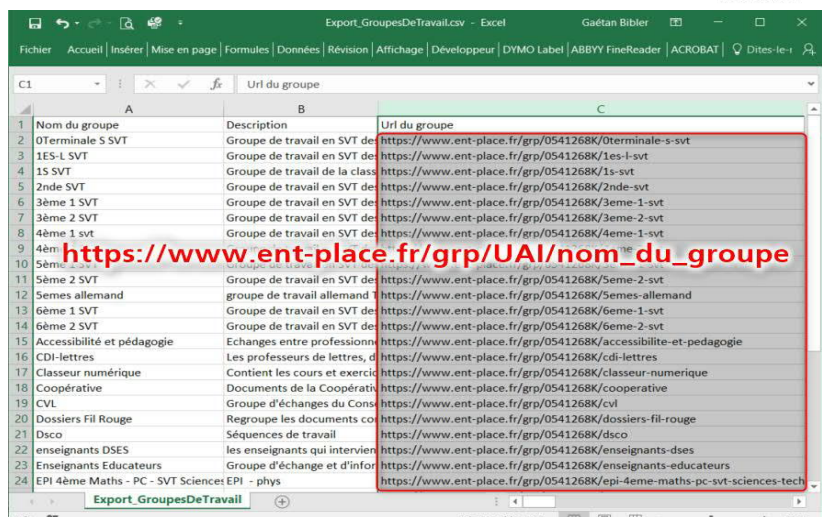 Export_GroupesDeTravail.csv - Excel Gaétan Bibler
Fichier Accueil Insérer Mise en page Formules Données Révision Affichage Développeur DYMO Label ABBYY FineReader ACROBAT Dites-le-
C1 fx Url du groupe
A B C
1 Nom du groupe Description Url du groupe
2 0Terminale S SVT Groupe de travail en SVT des https://www.ent-place.fr/grp/0541268K/0terminale-s-svt
3 1ES-L SVT Groupe de travail en SVT des https://www.ent-place.fr/grp/0541268K/1es-l-svt
4 1S SVT Groupe de travail de la class https://www.ent-place.fr/grp/0541268K/1s-svt
5 2nde SVT Groupe de travail en SVT des https://www.ent-place.fr/grp/0541268K/2nde-svt
6 3ème 1 SVT Groupe de travail en SVT des https://www.ent-place.fr/grp/0541268K/3eme-1-svt
7 3ème 2 SVT Groupe de travail en SVT des https://www.ent-place.fr/grp/0541268K/3eme-2-svt
8 4ème 1 svt Groupe de travail en SVT des https://www.ent-place.fr/grp/0541268K/4eme-1-svt
9
https://www.ent-place.fr/grp/UAI/nom_du_groupe
10 5ème
11 5ème 2 SVT Groupe de travail en SVT des https://www.ent-place.fr/grp/0541268K/5eme-2-svt
12 5emes allemand groupe de travail allemand https://www.ent-place.fr/grp/0541268K/5emes-allemand
13 6ème 1 SVT Groupe de travail en SVT des https://www.ent-place.fr/grp/0541268K/6eme-1-svt
14 6ème 2 SVT Groupe de travail en SVT des https://www.ent-place.fr/grp/0541268K/6eme-2-svt
15 Accessibilité et pédagogie Echanges entre professionn https://www.ent-place.fr/grp/0541268K/accessibilite-et-pedagogie
16 CDI-lettres Les professeurs de lettres, d https://www.ent-place.fr/grp/0541268K/cdi-lettres
17 Classeur numérique Contient les cours et exercic https://www.ent-place.fr/grp/0541268K/classeur-numerique
18 Coopérative Documents de la Coopérativ https://www.ent-place.fr/grp/0541268K/cooperative
19 CVL Groupe d'échanges du Cons https://www.ent-place.fr/grp/0541268K/cvl
20 Dossiers Fil Rouge Regroupe les documents co https://www.ent-place.fr/grp/0541268K/dossiers-fil-rouge
21 Dsco Séquences de travail https://www.ent-place.fr/grp/0541268K/dsco
22 enseignants DSES les enseignants qui intervien https://www.ent-place.fr/grp/0541268K/enseignants-dses
23 Enseignants Educateurs Groupe d'échange et d'infor https://www.ent-place.fr/grp/0541268K/enseignants-educateurs
24 EPI 4ème Maths - PC - SVT Sciences EPI - phys https://www.ent-place.fr/grp/0541268K/epi-4eme-maths-pc-svt-sciences-tech
Export_GroupesDeTravail